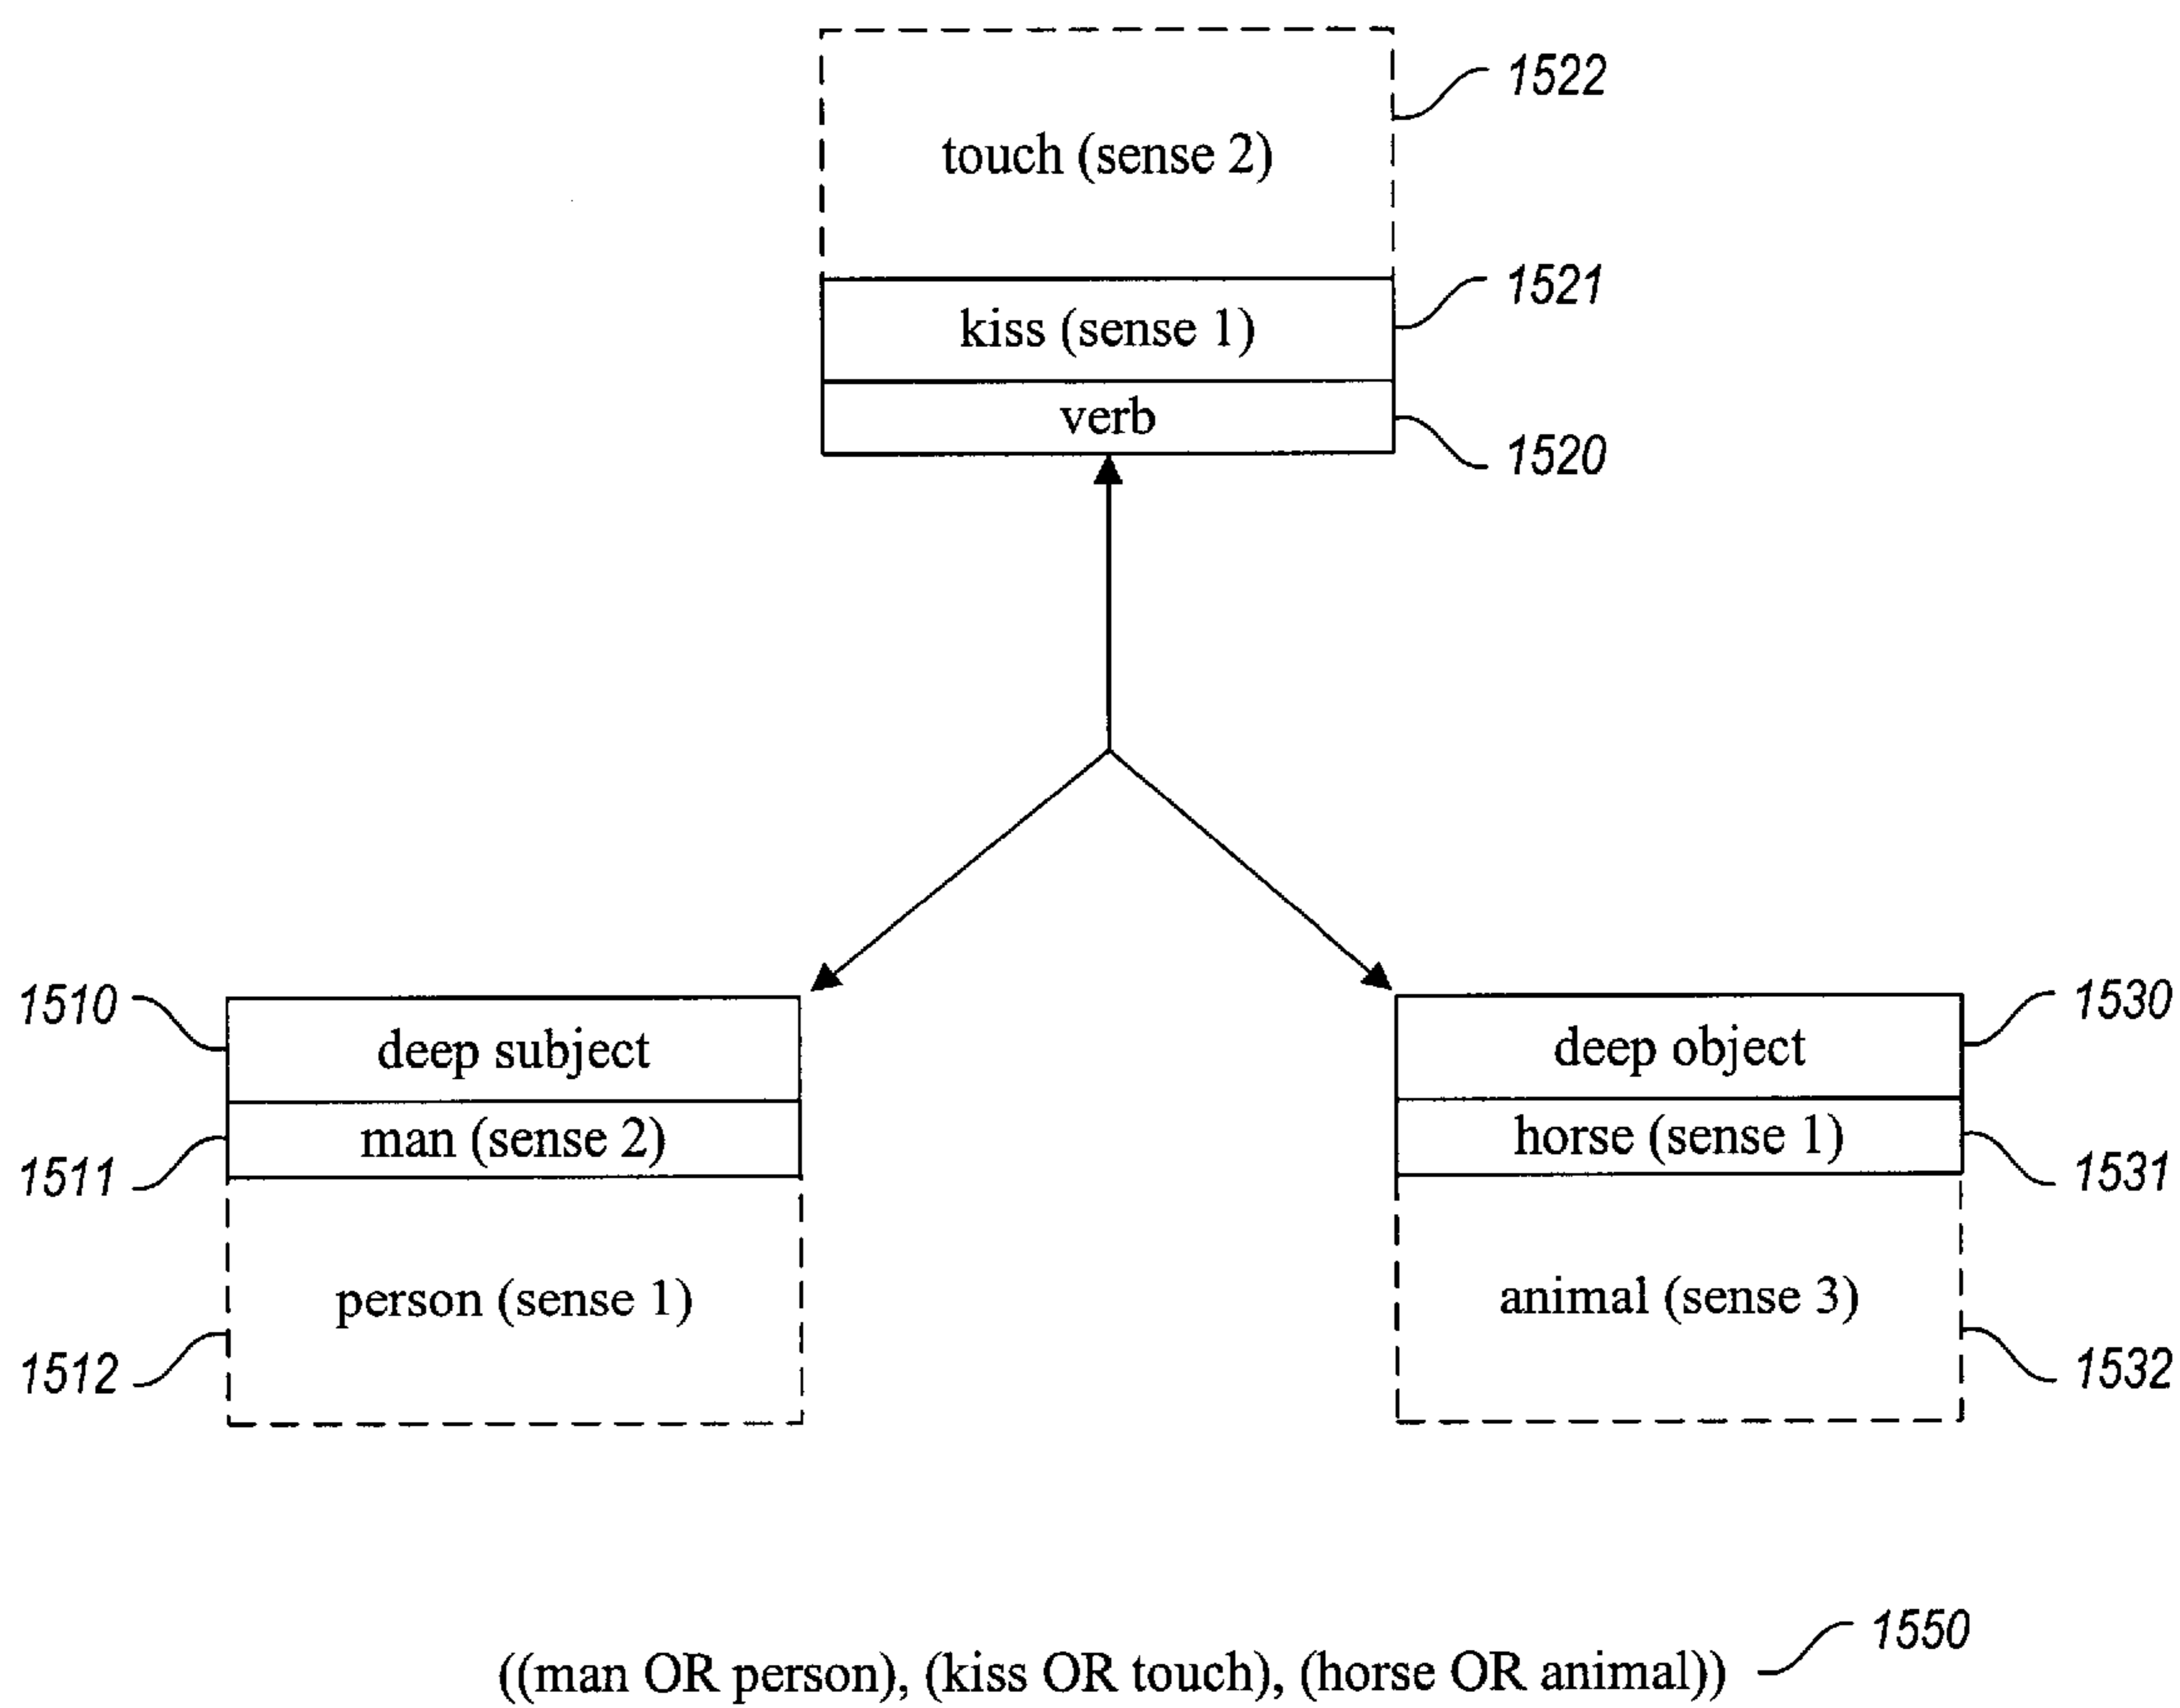 1522
touch (sense 2)
1521
kiss (sense 1)
verb
1520
1510
deep subject
man (sense 2)
1511
person (sense 1)
1512
1530
deep object
horse (sense 1)
1531
animal (sense 3)
1532
1550
((man OR person), (kiss OR touch), (horse OR animal))